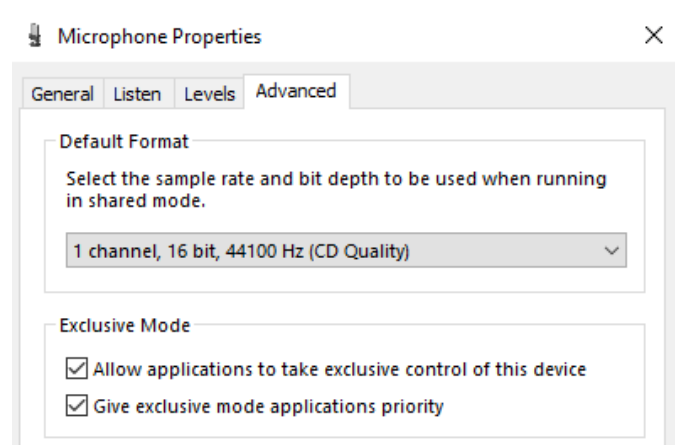 Microphone Properties
General Listen Levels Advanced
Default Format
Select the sample rate and bit depth to be used when running
in shared mode.
1 channel, 16 bit, 44100 Hz (CD Quality)
Exclusive Mode
Allow applications to take exclusive control of this device
Give exclusive mode applications priority